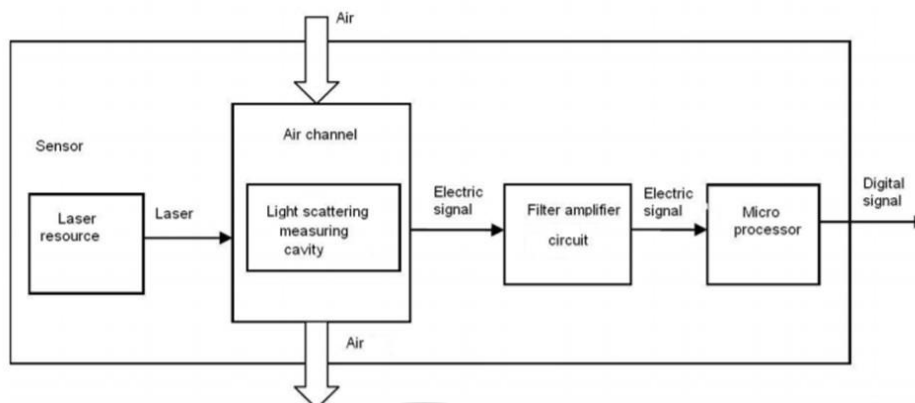 Air
Sensor
Air channel
Laser
resource
Laser
Light scattering
measuring
cavity
Electric
signal
Filter amplifier
circuit
Electric
signal
Micro
processor
Digital
signal
Air